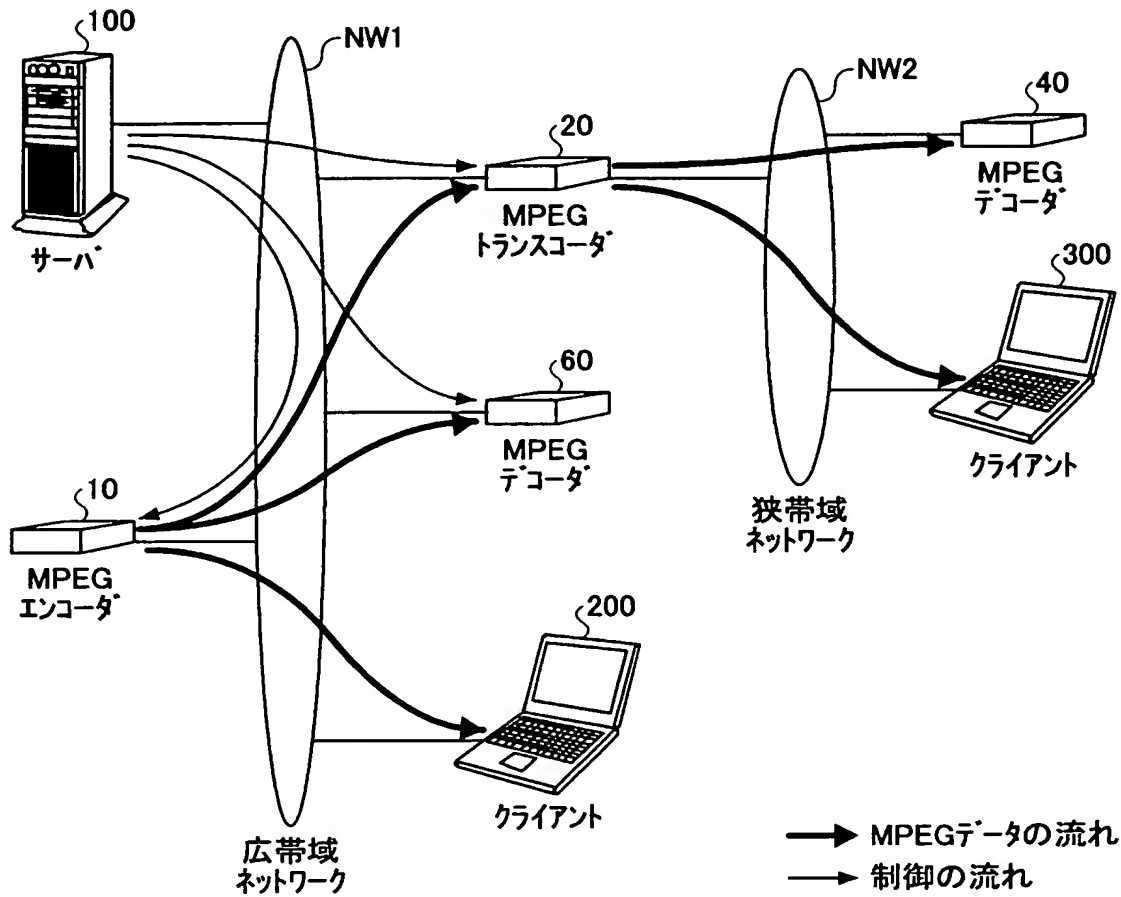 100
サーバ
NW1
20
MPEG
トランスコーダ
NW2
40
MPEG
デコーダ
300
クライアント
60
MPEG
デコーダ
10
MPEG
エンコーダ
狭帯域
ネットワーク
200
クライアント
広帯域
ネットワーク
MPEGデータの流れ
制御の流れ